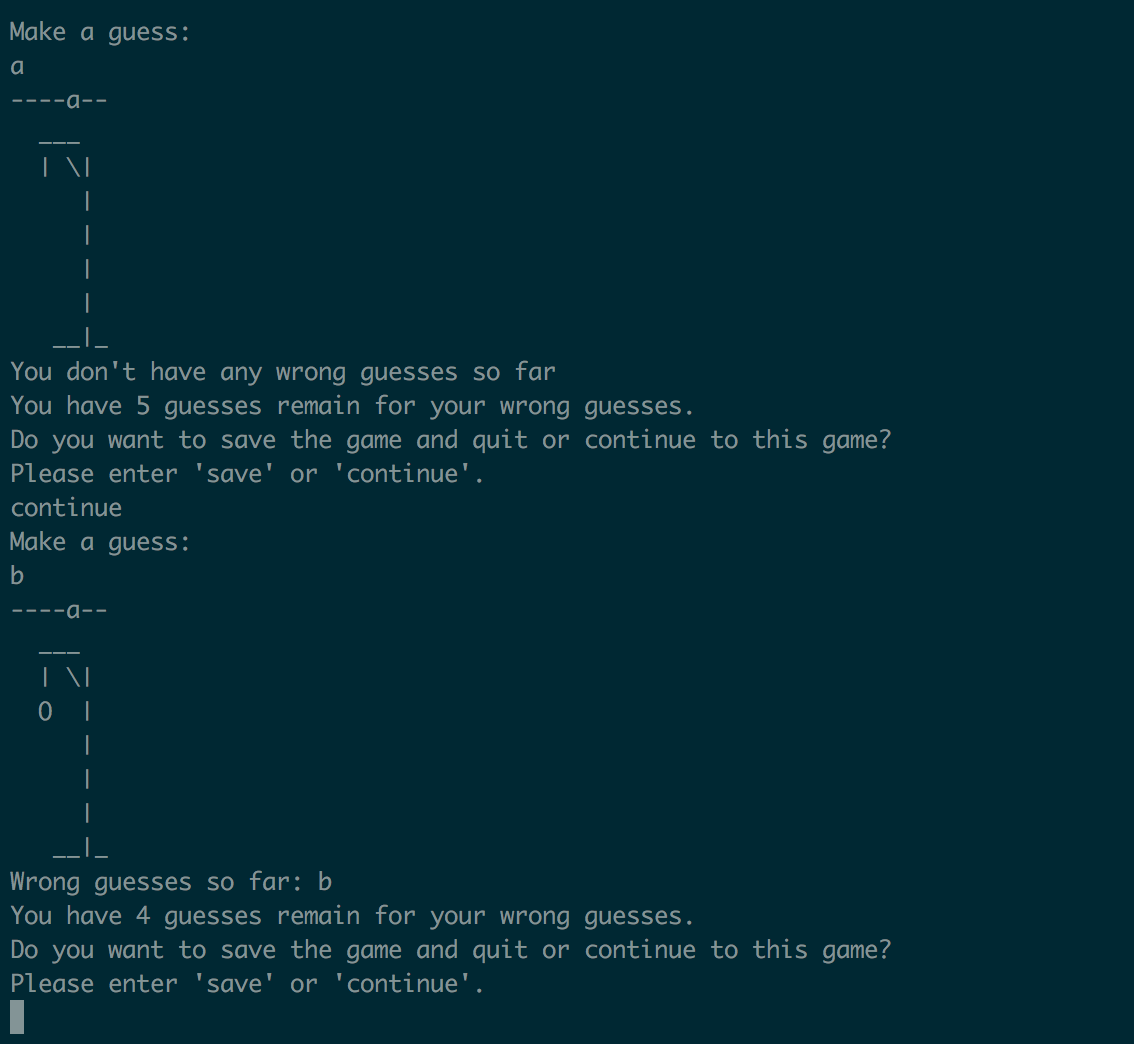 Make a guess:
a
----a--
  ___
  | \|
     |
     |
     |
     |
   __|_
You don't have any wrong guesses so far
You have 5 guesses remain for your wrong guesses.
Do you want to save the game and quit or continue to this game?
Please enter 'save' or 'continue'.
continue
Make a guess:
b
----a--
  ___
  | \|
  O  |
     |
     |
     |
   __|_
Wrong guesses so far: b
You have 4 guesses remain for your wrong guesses.
Do you want to save the game and quit or continue to this game?
Please enter 'save' or 'continue'.